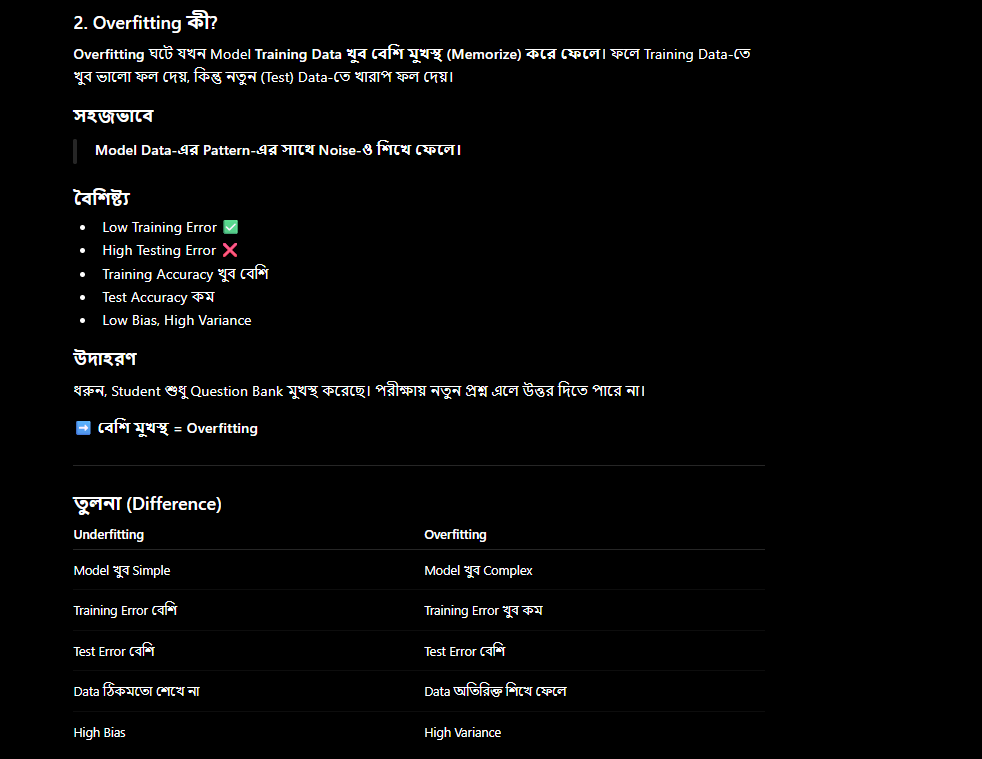 2. Overfitting কী?
Overfitting ঘটে যখন Model Training Data খুব বেশি মুখস্থ (Memorize) করে ফেলে। ফলে Training Data-তে
খুব ভালো ফল দেয়, কিন্তু নতুন (Test) Data-তে খারাপ ফল দেয়।
সহজভাবে
Model Data-এর Pattern-এর সাথে Noise-ও শিখে ফেলে।
বৈশিষ্ট্য
• Low Training Error ✅
• High Testing Error ❌
• Training Accuracy খুব বেশি
• Test Accuracy কম
• Low Bias, High Variance
উদাহরণ
ধরুন, Student শুধু Question Bank মুখস্থ করেছে। পরীক্ষায় নতুন প্রশ্ন এলে উত্তর দিতে পারে না।
➡️ বেশি মুখস্থ = Overfitting
তুলনা (Difference)
Underfitting Overfitting
Model খুব Simple Model খুব Complex
Training Error বেশি Training Error খুব কম
Test Error বেশি Test Error বেশি
Data ঠিকমতো শেখে না Data অতিরিক্ত শিখে ফেলে
High Bias High Variance